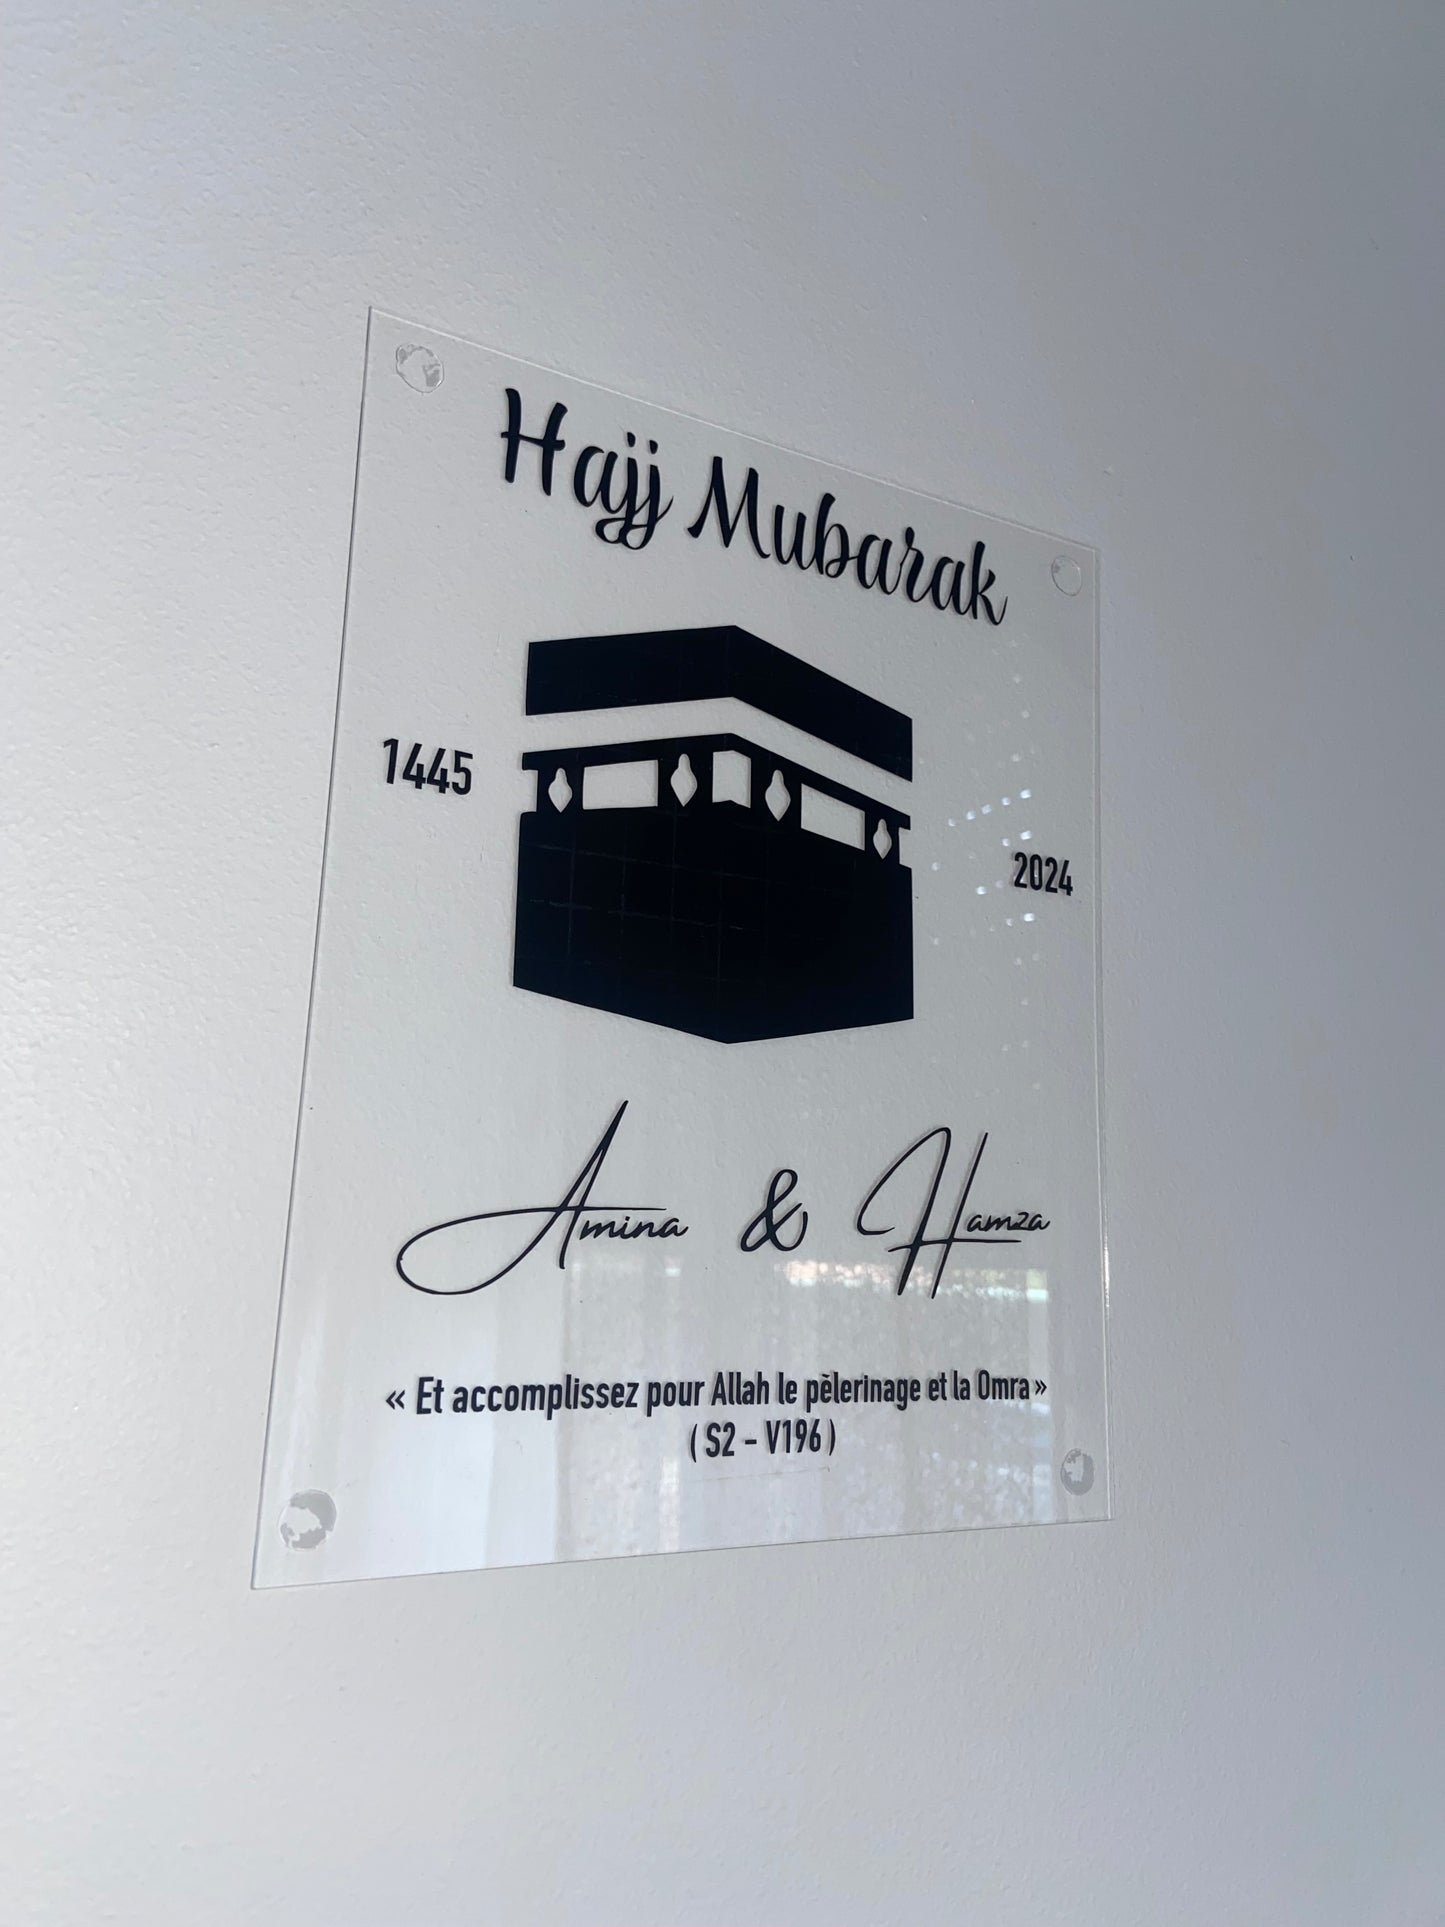 Hajj Mubarak
1445
2024
Amina & Hamza
« Et accomplissez pour Allah le pèlerinage et la Omra »
( S2 - V196 )